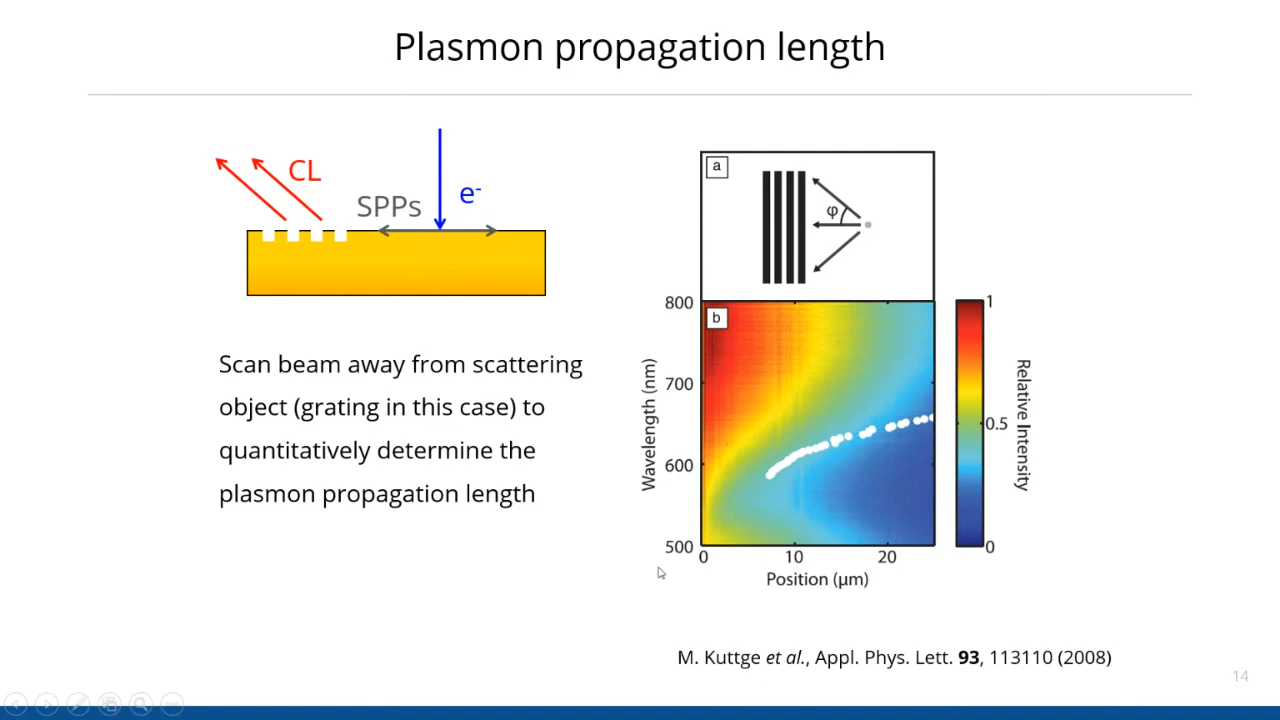 Plasmon propagation length
CL
SPPs
e-
Scan beam away from scattering
object (grating in this case) to
quantitatively determine the
plasmon propagation length
a
φ
b
800
700
600
500
Wavelength (nm)
0
10
20
Position (μm)
1
0.5
0
Relative Intensity
M. Kuttge et al., Appl. Phys. Lett. 93, 113110 (2008)
14